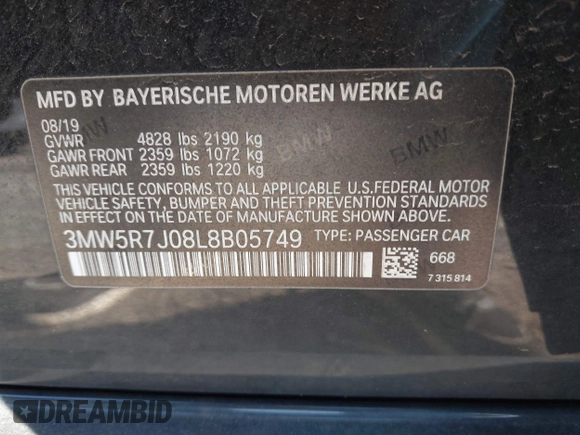 MFD BY BAYERISCHE MOTOREN WERKE AG
08/19
GVWR 4828 lbs 2190 kg
GAWR FRONT 2359 lbs 1072 kg
GAWR REAR 2359 lbs 1220 kg
THIS VEHICLE CONFORMS TO ALL APPLICABLE U.S.FEDERAL MOTOR
VEHICLE SAFETY, BUMPER AND THEFT PREVENTION STANDARDS
IN EFFECT ON THE DATE OF MANUFACTURE SHOWN ABOVE.
3MW5R7J08L8B05749 TYPE: PASSENGER CAR
668
7 315 814
BMW
BMW
BMW
DREAMBID